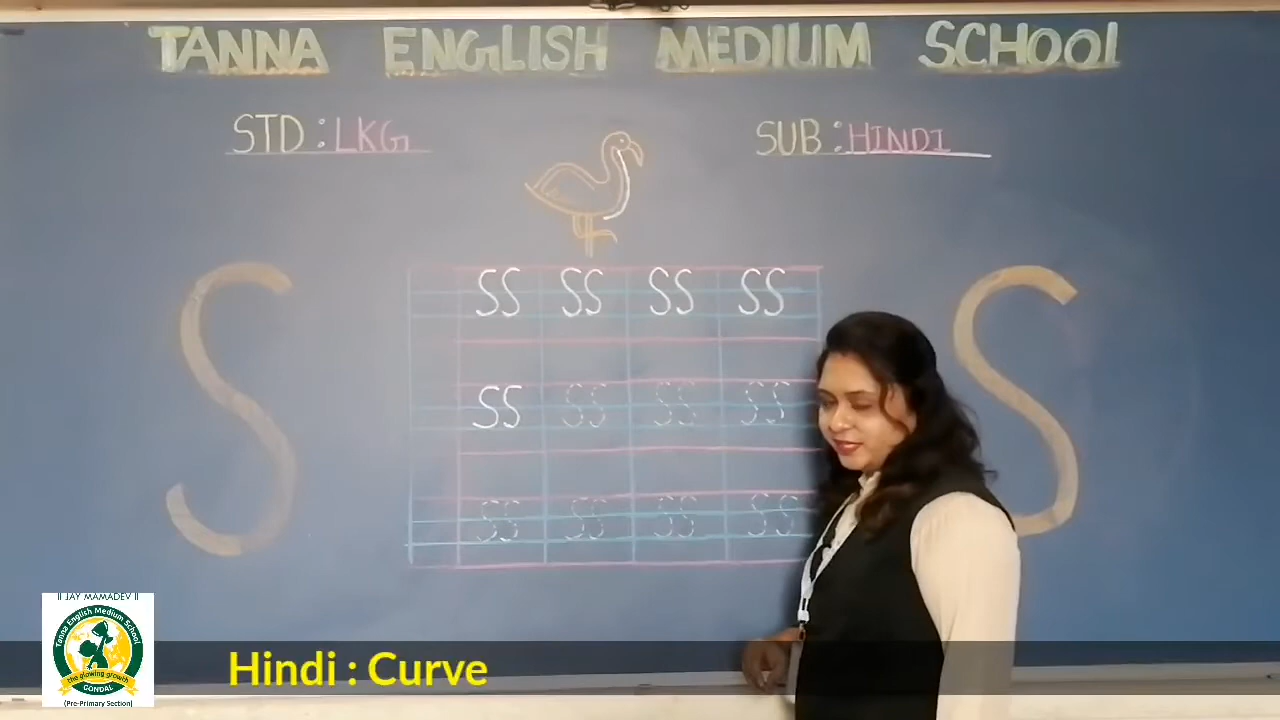 TANNA ENGLISH MEDIUM SCHOOL
STD : LKG
SUB : HINDI
S
SS SS SS SS
SS SS SS SS
SS SS SS SS
S
|| JAY MAMADEV ||
Tanna English Medium School
the glowing growth
GONDAL
(Pre-Primary Section)
Hindi : Curve